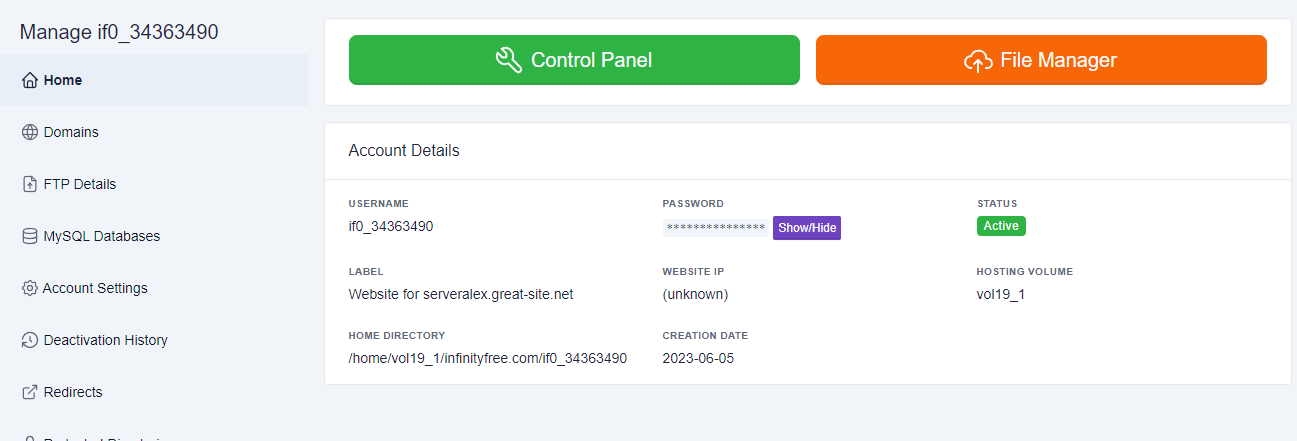 Manage if0_34363490
Home
Domains
FTP Details
MySQL Databases
Account Settings
Deactivation History
Redirects
Control Panel
File Manager
Account Details
USERNAME
if0_34363490
PASSWORD
*************** Show/Hide
STATUS
Active
LABEL
Website for serveralex.great-site.net
WEBSITE IP
(unknown)
HOSTING VOLUME
vol19_1
HOME DIRECTORY
/home/vol19_1/infinityfree.com/if0_34363490
CREATION DATE
2023-06-05